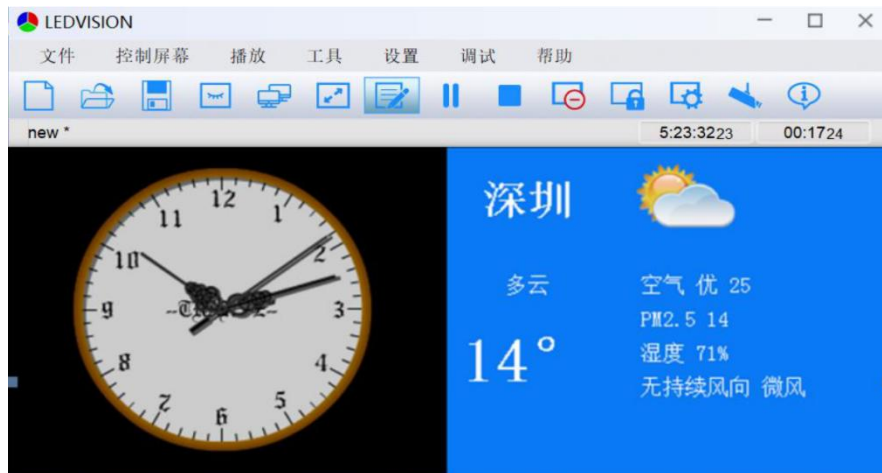 LEDVISION
文件 控制屏幕 播放 工具 设置 调试 帮助
new *
5:23:3223 00:1724
12
1
2
3
4
5
6
7
8
9
10
11
深圳
多云
14°
空气 优 25
PM2.5 14
湿度 71%
无持续风向 微风